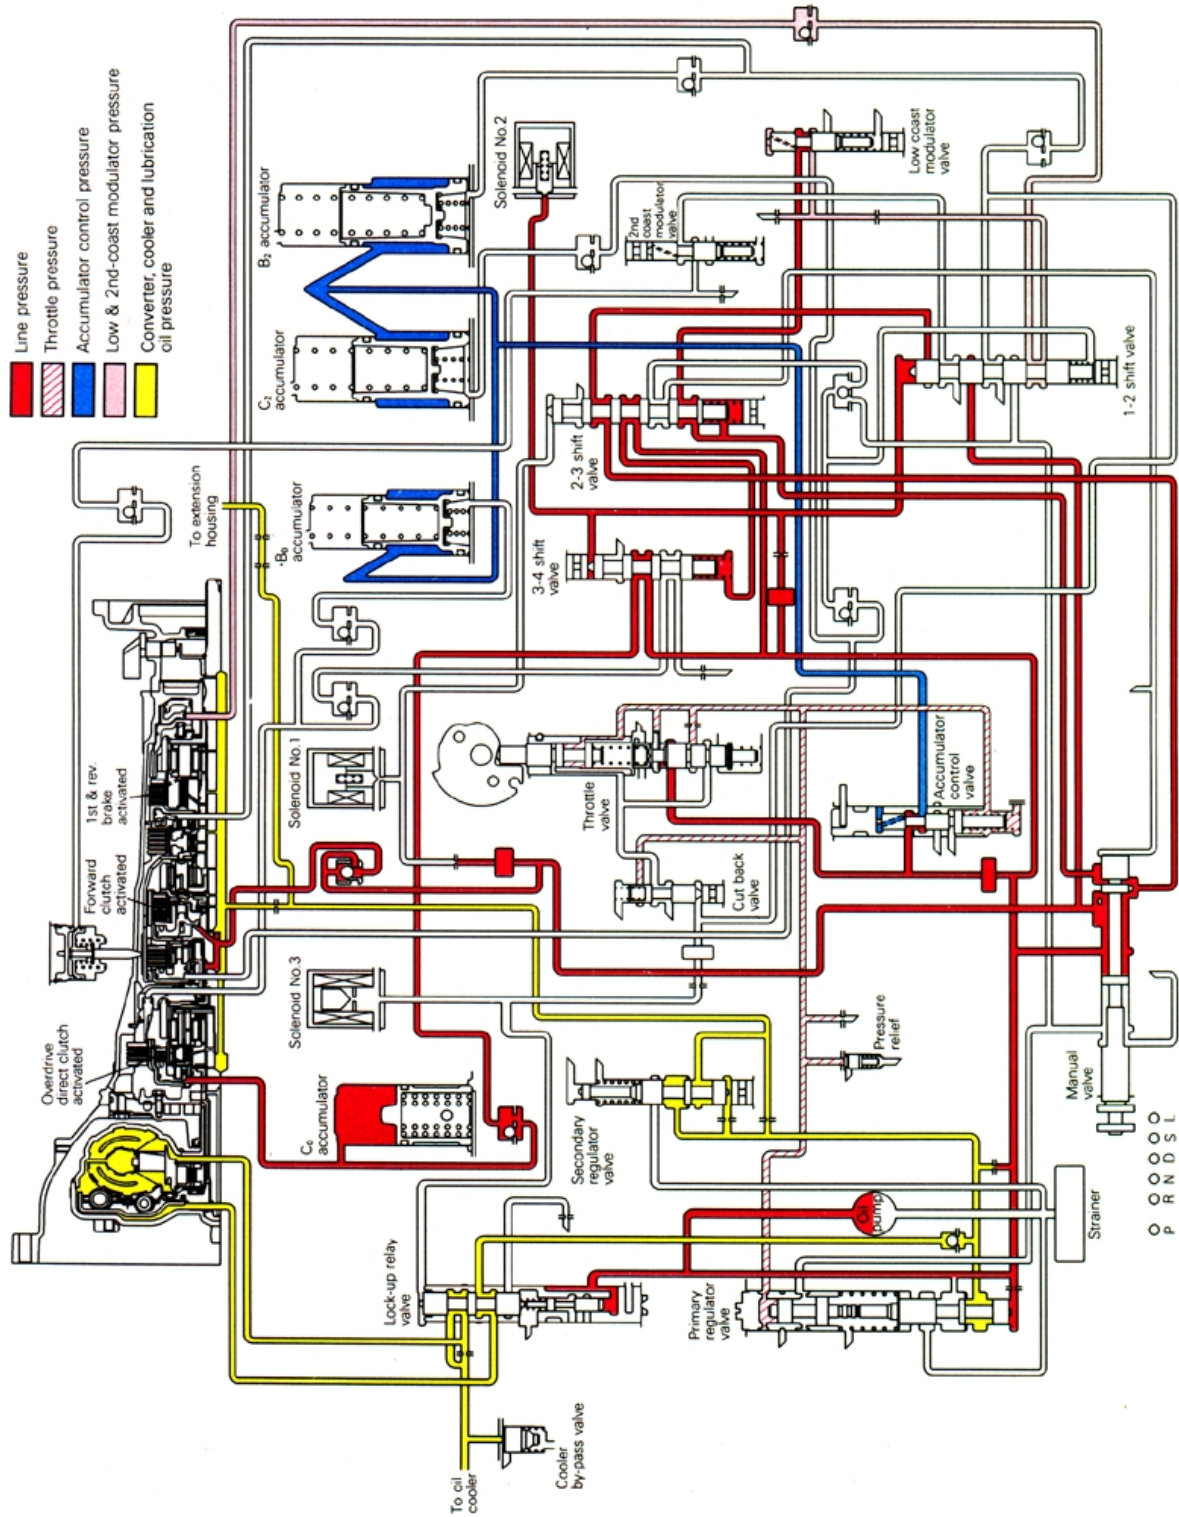 Line pressure
Throttle pressure
Accumulator control pressure
Low & 2nd-coast modulator pressure
Converter, cooler and lubrication
oil pressure
B₂ accumulator
C₂
accumulator
B₀
accumulator
To extension
housing
1st & rev.
brake
activated
Forward
clutch
activated
Overdrive
direct clutch
activated
Solenoid No.2
Solenoid No.1
Solenoid No.3
C₀
accumulator
2nd
coast
modulator
valve
Low coast
modulator
valve
2-3 shift
valve
1-2 shift valve
3-4 shift
valve
Throttle
valve
Accumulator
control
valve
Cut back
valve
Pressure
relief
Secondary
regulator
valve
Manual
valve
P R N D S L
Oil
pump
Strainer
Lock-up relay
valve
Primary
regulator
valve
Cooler
by-pass valve
To oil
cooler